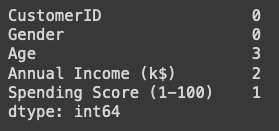 CustomerID 0
Gender 0
Age 3
Annual Income (k$) 2
Spending Score (1-100) 1
dtype: int64